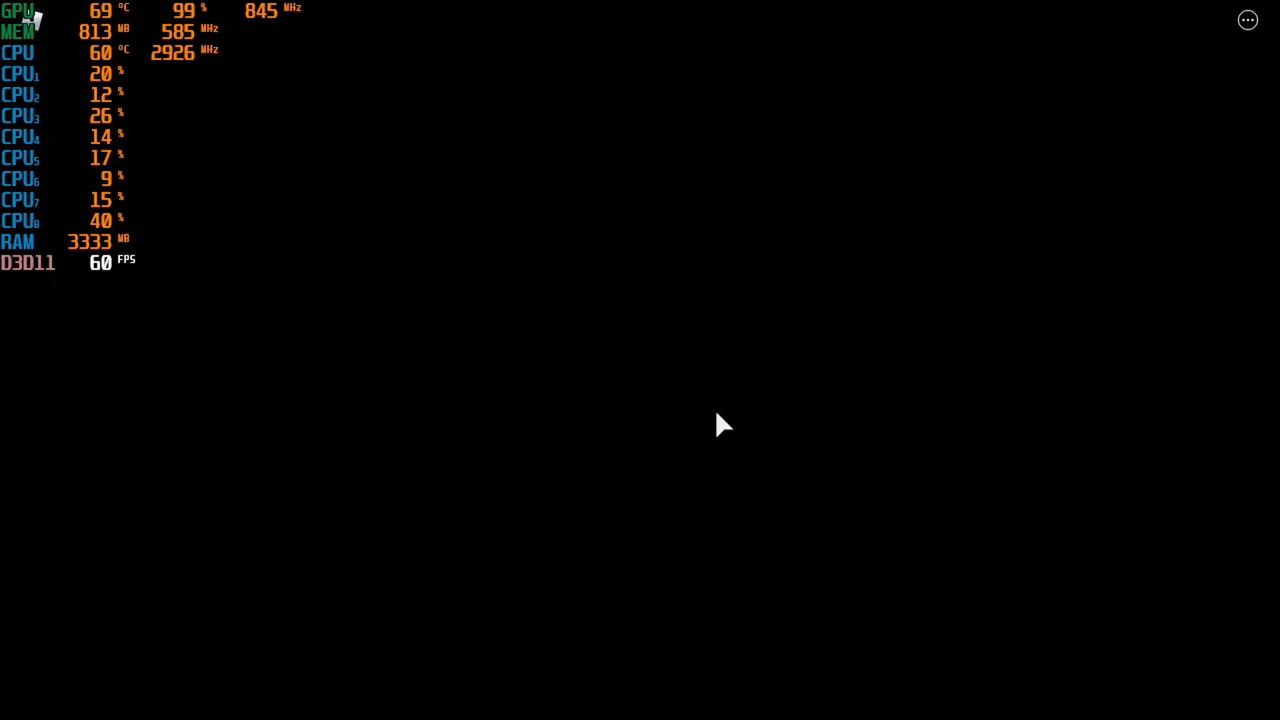 GPU 69 °C 99 % 845 MHz
MEM 813 MB 585 MHz
CPU 60 °C 2926 MHz
CPU1 20 %
CPU2 12 %
CPU3 26 %
CPU4 14 %
CPU5 17 %
CPU6 9 %
CPU7 15 %
CPU8 40 %
RAM 3333 MB
D3D11 60 FPS